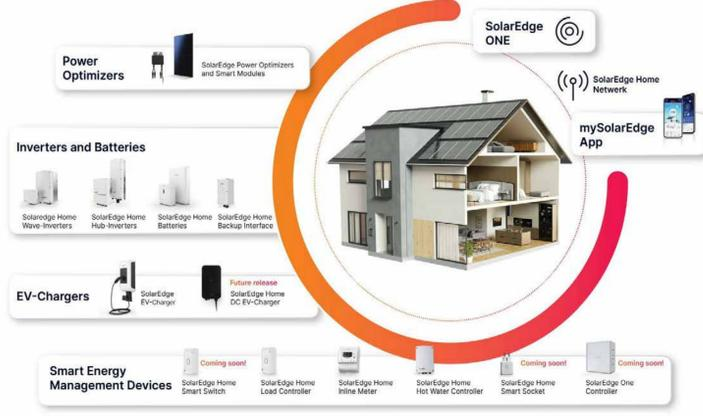 SolarEdge
ONE
Power
Optimizers
SolarEdge Power Optimizers
and Smart Modules
SolarEdge Home
Netwerk
mySolarEdge
App
Inverters and Batteries
Solaredge Home
Wave-Inverters
SolarEdge Home
Hub-Inverters
SolarEdge Home
Batteries
SolarEdge Home
Backup Interface
EV-Chargers
SolarEdge
EV-Charger
Future release
SolarEdge Home
DC EV-Charger
Smart Energy
Management Devices
Coming soon!
SolarEdge Home
Smart Switch
SolarEdge Home
Load Controller
SolarEdge Home
Inline Meter
SolarEdge Home
Hot Water Controller
Coming soon!
SolarEdge Home
Smart Socket
Coming soon!
SolarEdge One
Controller